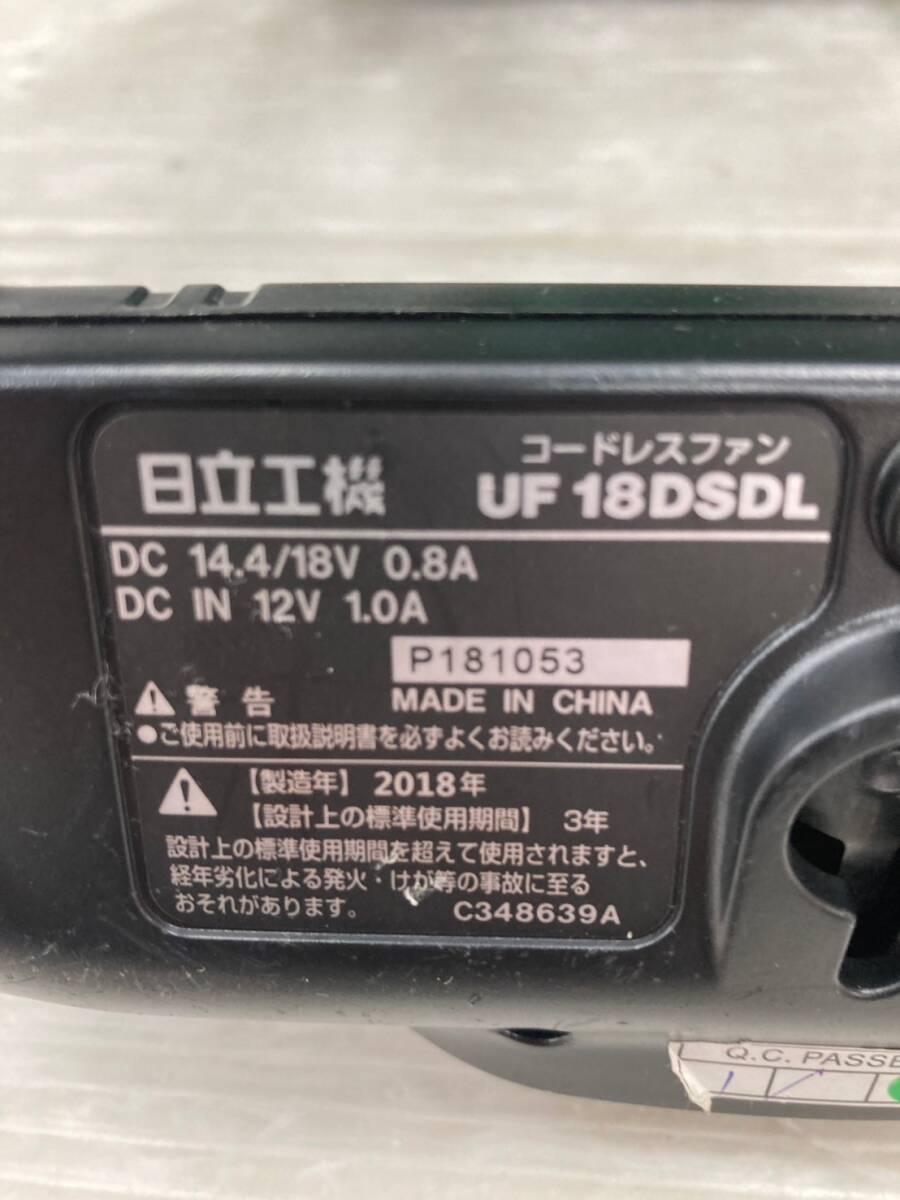 日立工機
コードレスファン
UF 18DSDL
DC 14.4/18V 0.8A
DC IN 12V 1.0A
P181053
警告 MADE IN CHINA
●ご使用前に取扱説明書を必ずよくお読みください。
【製造年】 2018年
【設計上の標準使用期間】 3年
設計上の標準使用期間を超えて使用されますと、
経年劣化による発火・けが等の事故に至る
おそれがあります。 C348639A
Q.C. PASSE